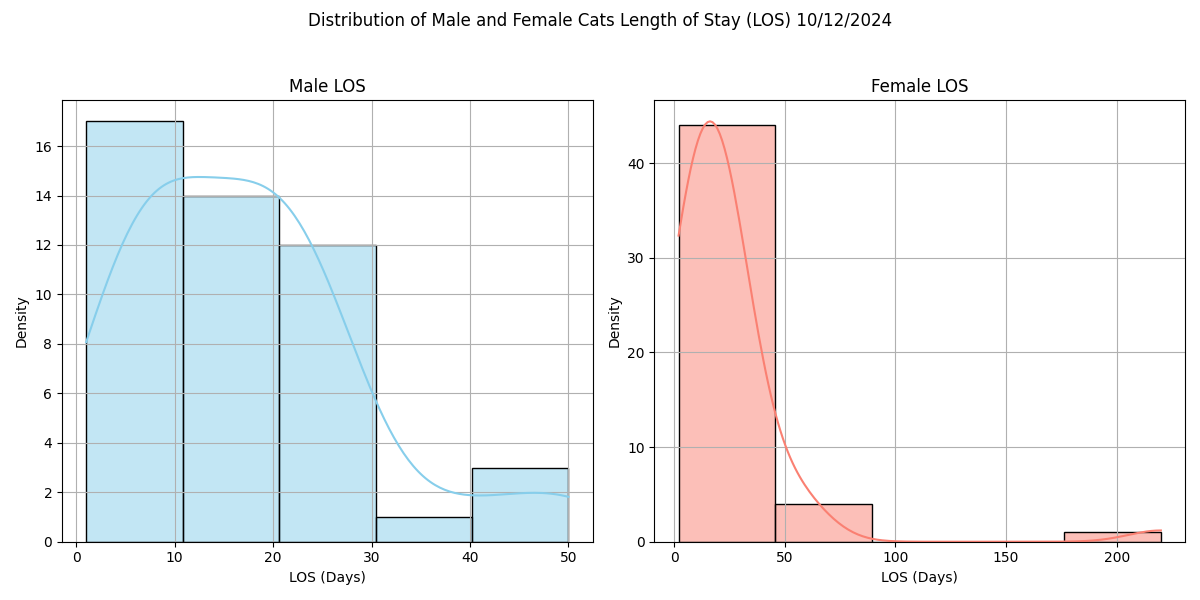 Distribution of Male and Female Cats Length of Stay (LOS) 10/12/2024
Male LOS
Density
16
14
12
10
8
6
4
2
0
0 10 20 30 40 50
LOS (Days)
Female LOS
Density
40
30
20
10
0
0 50 100 150 200
LOS (Days)